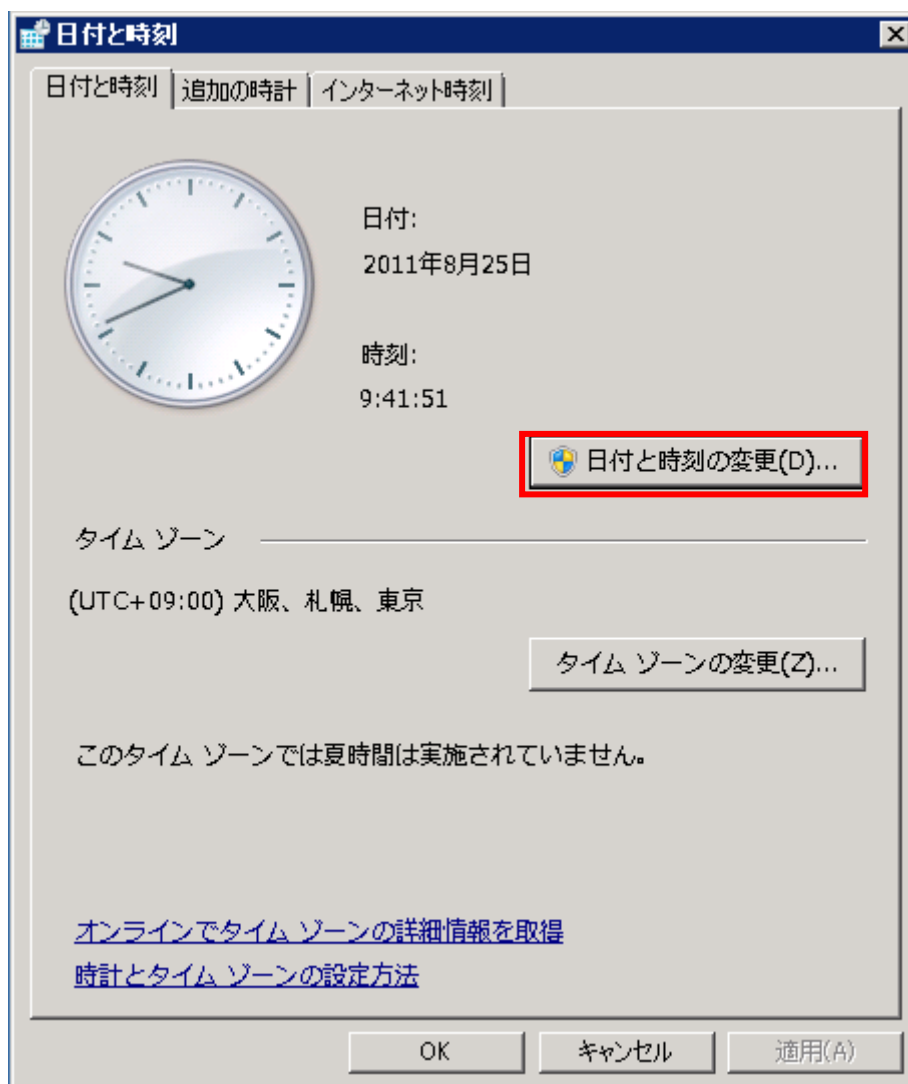 日付と時刻
日付と時刻 追加の時計 インターネット時刻
日付:
2011年8月25日
時刻:
9:41:51
日付と時刻の変更(D)...
タイム ゾーン
(UTC+09:00) 大阪、札幌、東京
タイム ゾーンの変更(Z)...
このタイム ゾーンでは夏時間は実施されていません。
オンラインでタイム ゾーンの詳細情報を取得
時計とタイム ゾーンの設定方法
OK キャンセル 適用(A)